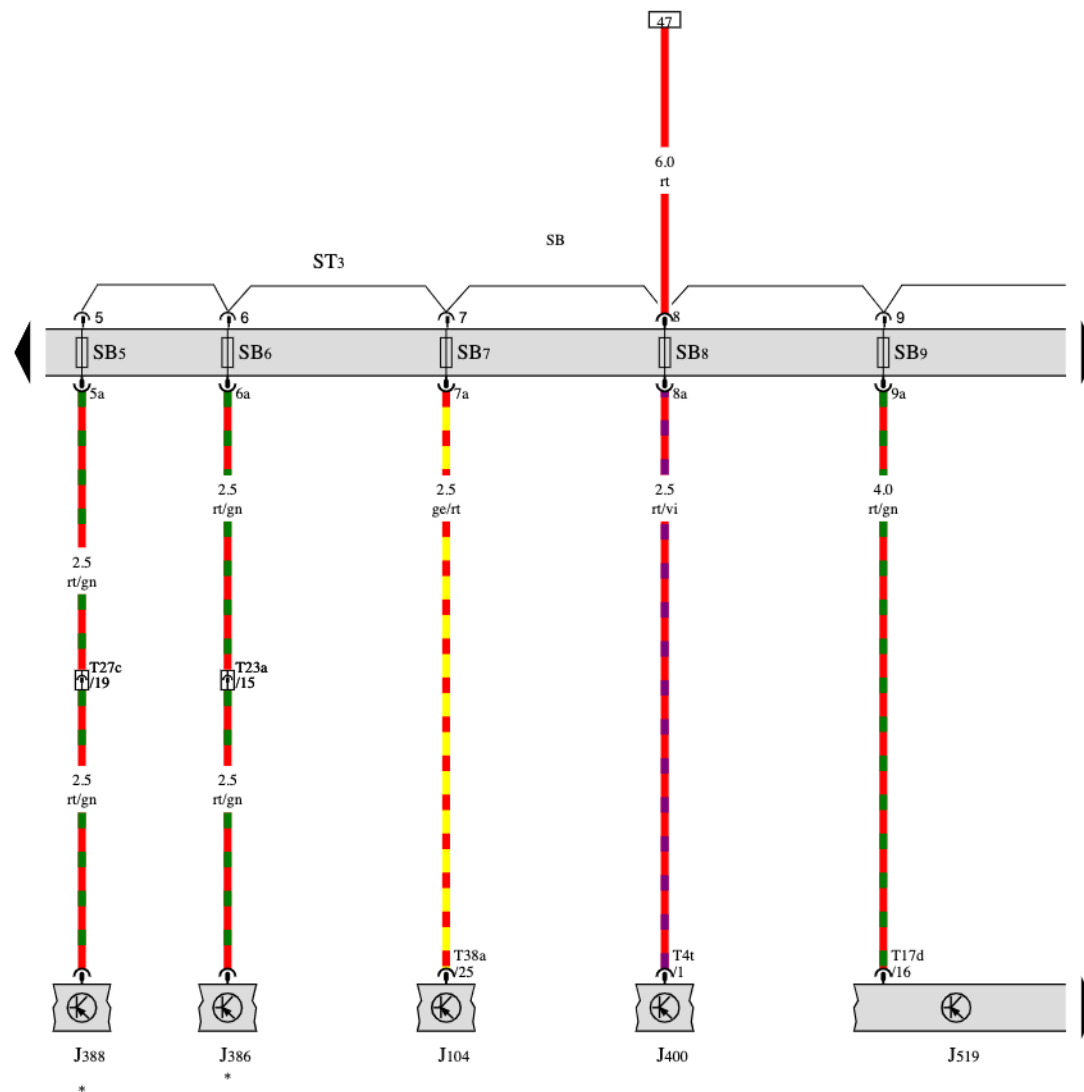 47
6.0
rt
SB
ST3
5 6 7 8 9
SB5 SB6 SB7 SB8 SB9
5a 6a 7a 8a 9a
2.5 2.5 2.5 4.0
rt/gn ge/rt rt/vi rt/gn
2.5
rt/gn
T27c T23a
/19 /15
2.5 2.5
rt/gn rt/gn
T38a T4t T17d
/25 /1 /16
J388 J386 J104 J400 J519
* *